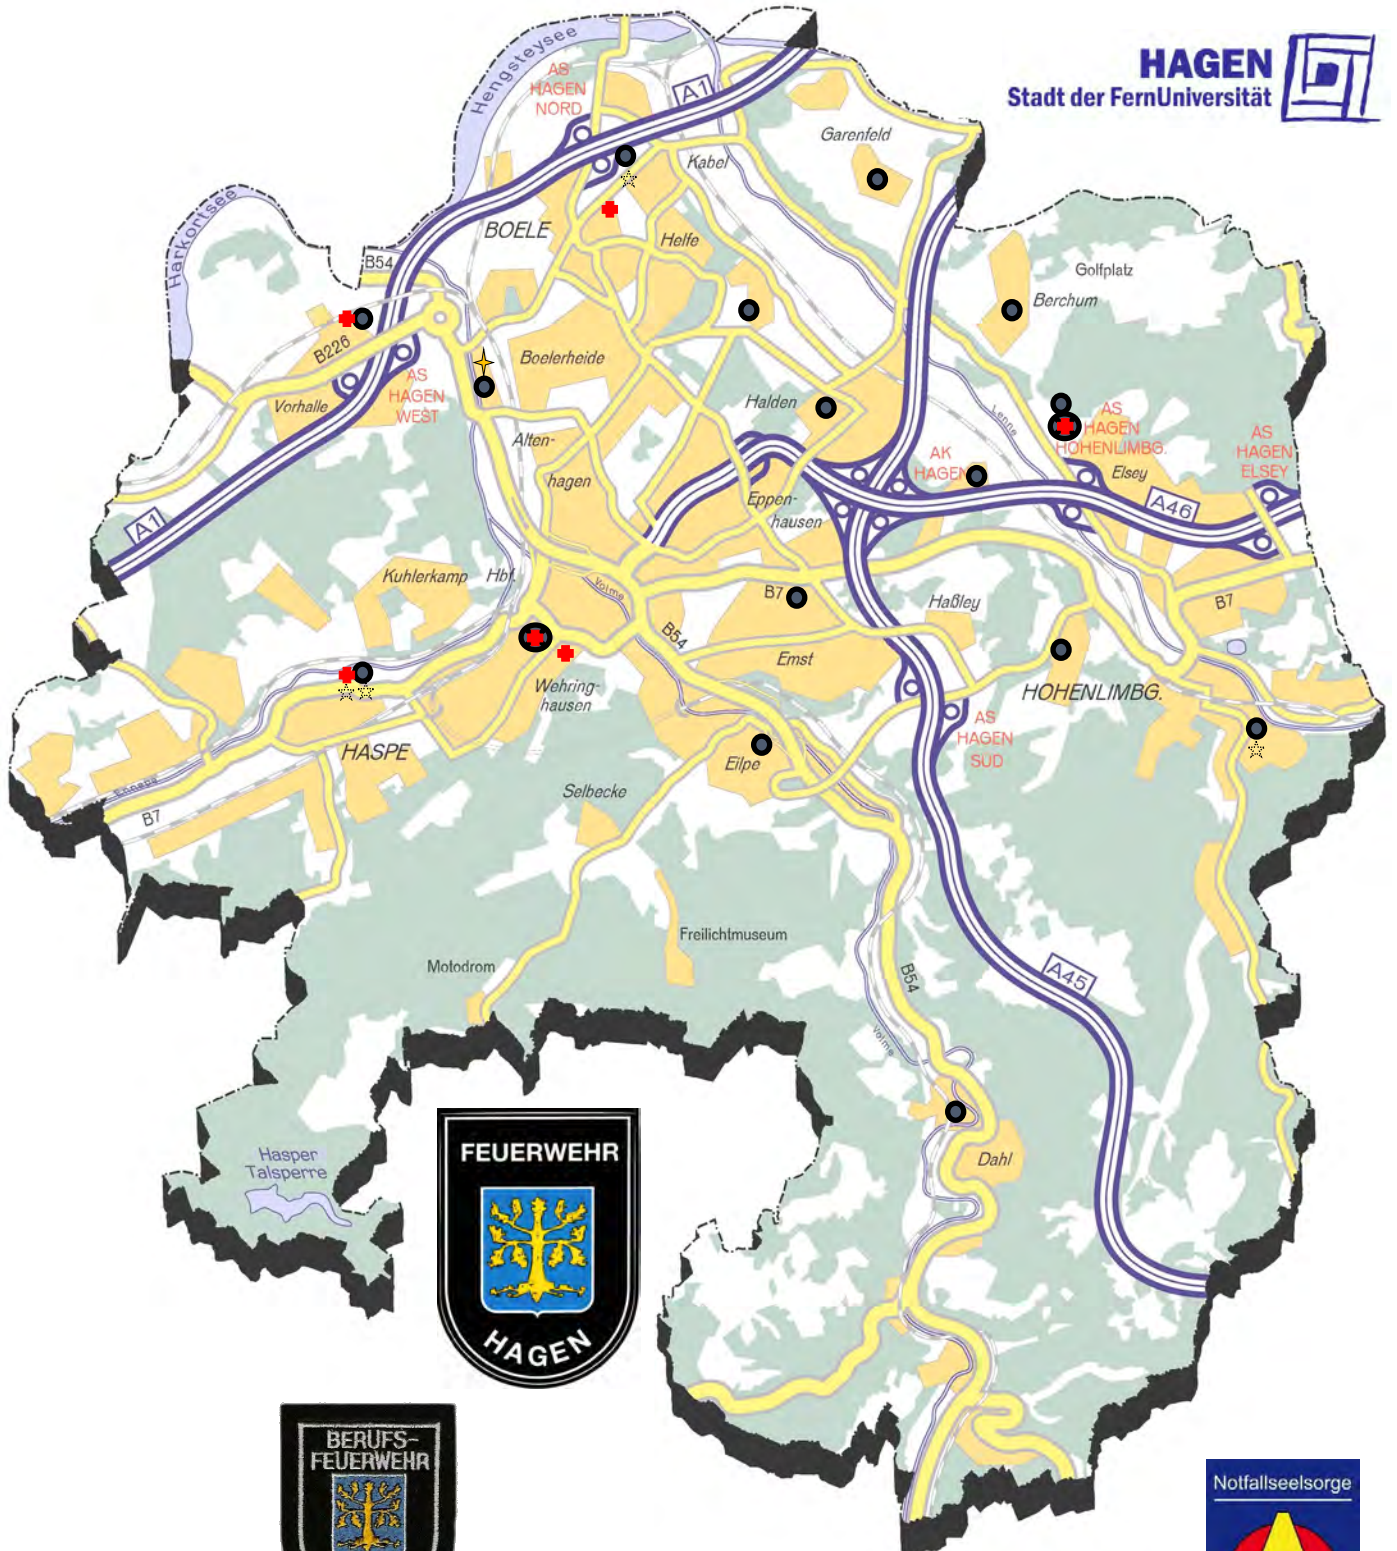 HAGEN
Stadt der FernUniversität
Hengsteysee
AS
HAGEN
NORD
A1
Garenfeld
Kabel
Harkortsee
BOELE
Helfe
B54
Golfplatz
Berchum
B226
Boelerheide
AS
HAGEN
WEST
Vorhalle
Halden
Lenne
AS
HAGEN
HOHENLIMBG.
AS
HAGEN
ELSEY
Alten-
hagen
AK
HAGEN
Elsey
Eppen-
hausen
A46
A1
Kuhlerkamp
Hbf.
Volme
B7
Haßley
B7
B54
Emst
Wehring-
hausen
HOHENLIMBG.
AS
HAGEN
SÜD
HASPE
Eilpe
Ennepe
B7
Selbecke
Freilichtmuseum
Motodrom
B54
A45
Volme
Hasper
Talsperre
Dahl
FEUERWEHR
HAGEN
BERUFS-
FEUERWEHR
Notfallseelsorge